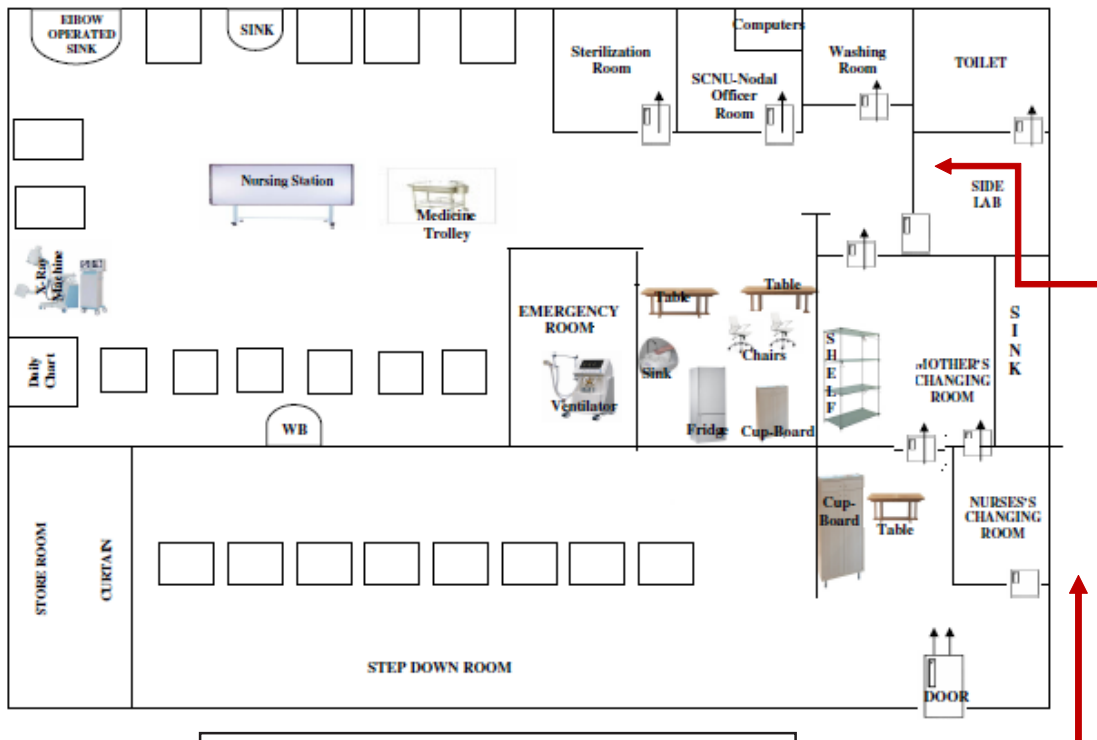 EIBOW
OPERATED
SINK
SINK
Sterilization
Room
Computers
SCNU-Nodal
Officer
Room
Washing
Room
TOILET
Nursing Station
Medicine
Trolley
SIDE
LAB
X-Ray
Machine
EMERGENCY
ROOM
Ventilator
Table
Table
Chairs
Sink
Fridge
Cup-Board
SHELF
MOTHER'S
CHANGING
ROOM
SINK
Daily
Chart
WB
STORE ROOM
CURTAIN
Cup-
Board
Table
NURSES'S
CHANGING
ROOM
STEP DOWN ROOM
DOOR